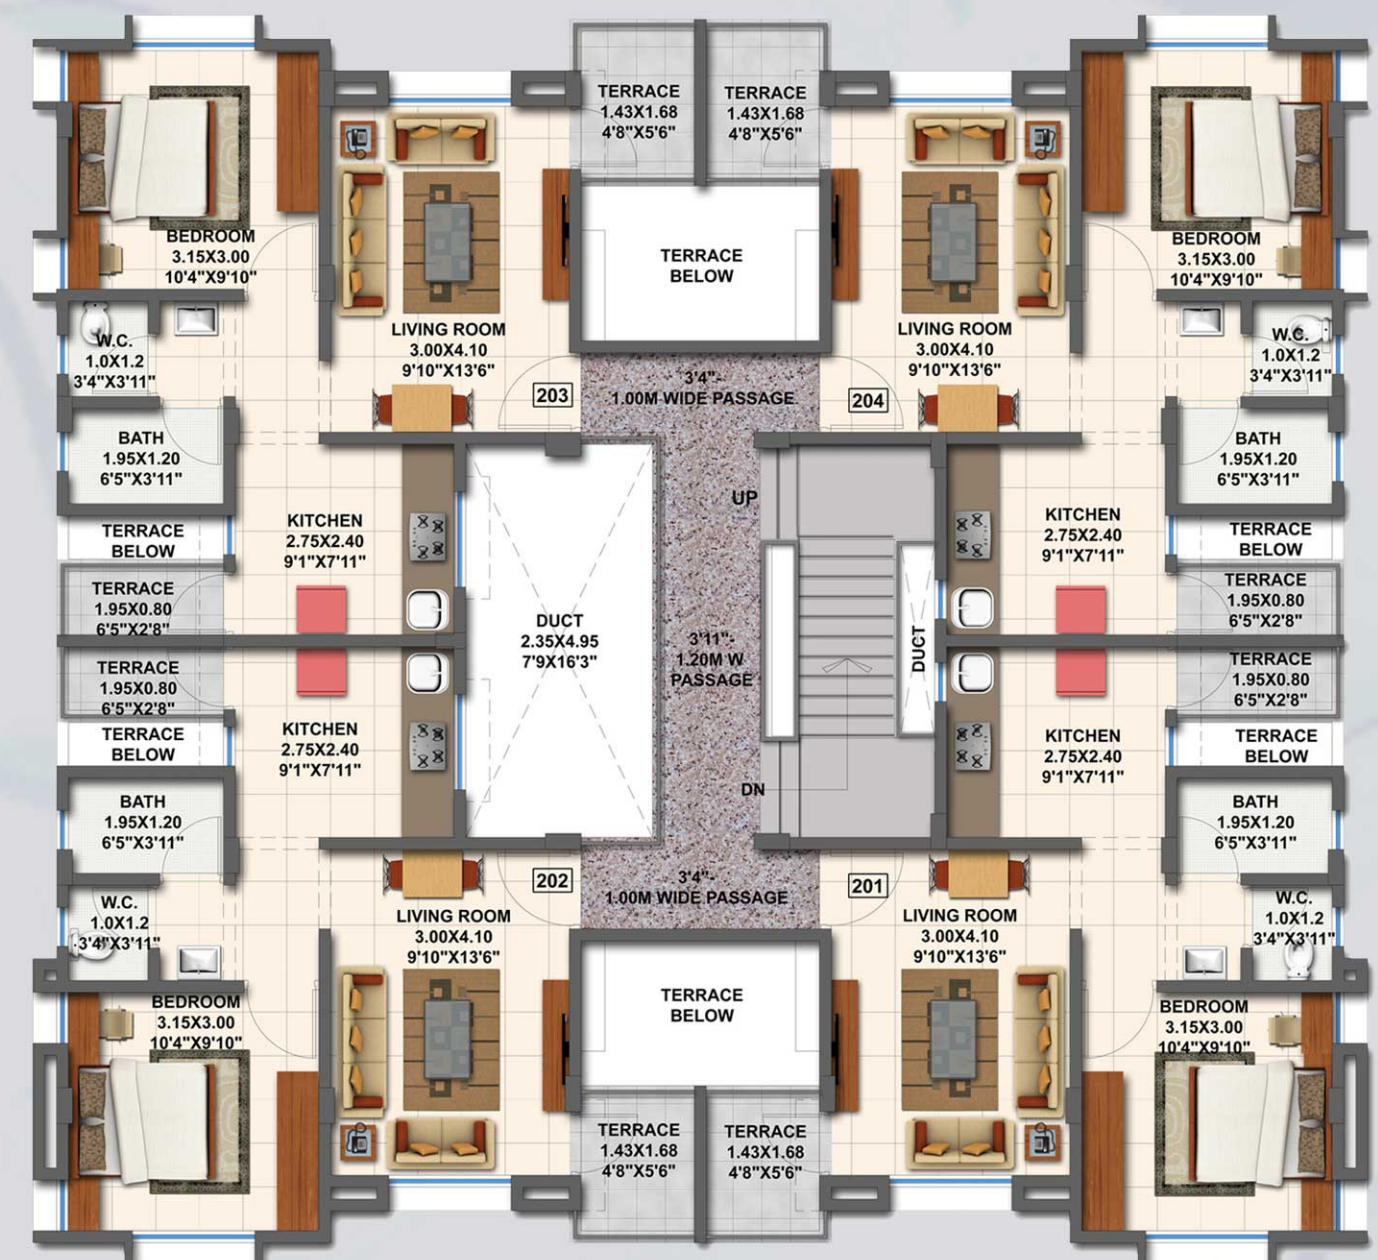 TERRACE
1.43X1.68
4'8"X5'6"
TERRACE
1.43X1.68
4'8"X5'6"
BEDROOM
3.15X3.00
10'4"X9'10"
TERRACE
BELOW
BEDROOM
3.15X3.00
10'4"X9'10"
W.C.
1.0X1.2
3'4"X3'11"
LIVING ROOM
3.00X4.10
9'10"X13'6"
LIVING ROOM
3.00X4.10
9'10"X13'6"
W.C.
1.0X1.2
3'4"X3'11"
203
3'4"-
1.00M WIDE PASSAGE
204
BATH
1.95X1.20
6'5"X3'11"
BATH
1.95X1.20
6'5"X3'11"
UP
TERRACE
BELOW
KITCHEN
2.75X2.40
9'1"X7'11"
KITCHEN
2.75X2.40
9'1"X7'11"
TERRACE
BELOW
TERRACE
1.95X0.80
6'5"X2'8"
DUCT
2.35X4.95
7'9X16'3"
3'11"-
1.20M W
PASSAGE
DUCT
TERRACE
1.95X0.80
6'5"X2'8"
TERRACE
1.95X0.80
6'5"X2'8"
TERRACE
1.95X0.80
6'5"X2'8"
TERRACE
BELOW
KITCHEN
2.75X2.40
9'1"X7'11"
KITCHEN
2.75X2.40
9'1"X7'11"
TERRACE
BELOW
DN
BATH
1.95X1.20
6'5"X3'11"
BATH
1.95X1.20
6'5"X3'11"
202
3'4"-
1.00M WIDE PASSAGE
201
W.C.
1.0X1.2
3'4"X3'11"
LIVING ROOM
3.00X4.10
9'10"X13'6"
LIVING ROOM
3.00X4.10
9'10"X13'6"
W.C.
1.0X1.2
3'4"X3'11"
BEDROOM
3.15X3.00
10'4"X9'10"
TERRACE
BELOW
BEDROOM
3.15X3.00
10'4"X9'10"
TERRACE
1.43X1.68
4'8"X5'6"
TERRACE
1.43X1.68
4'8"X5'6"